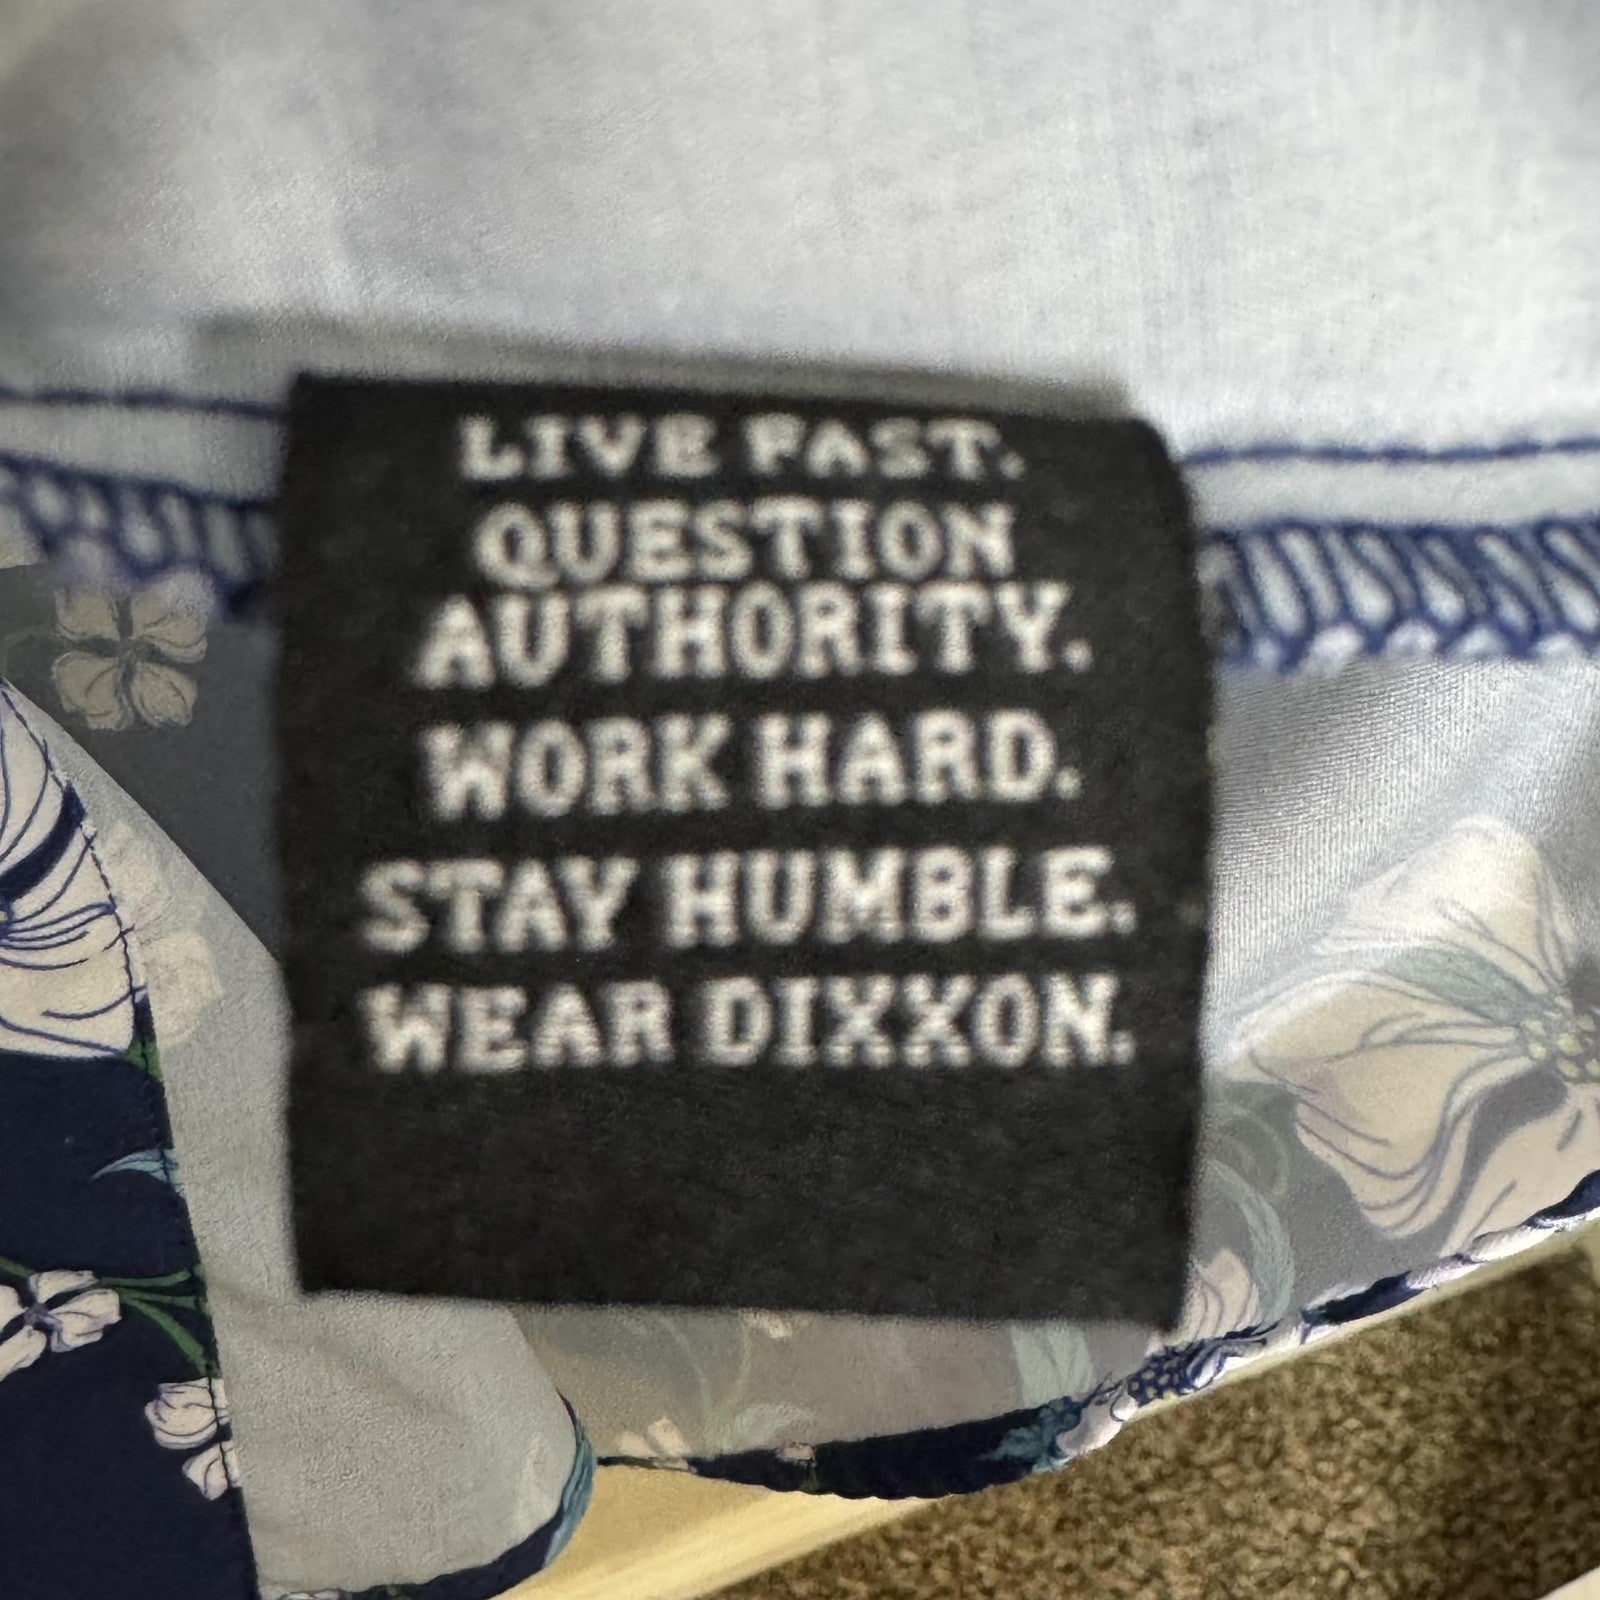 LIVE FAST.
QUESTION
AUTHORITY.
WORK HARD.
STAY HUMBLE.
WEAR DIXXON.